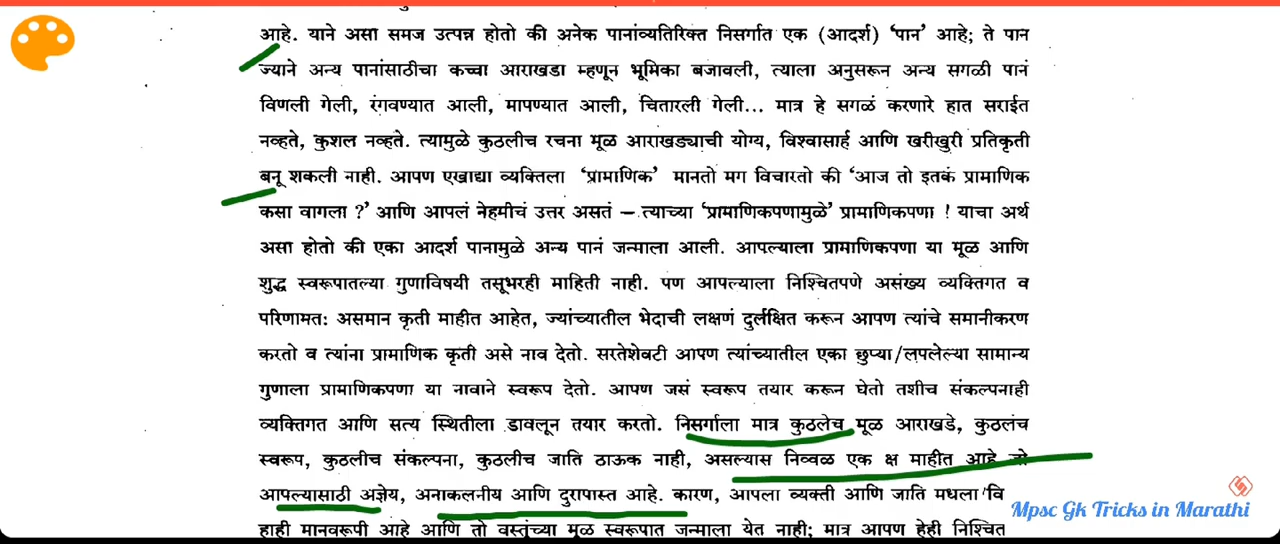 आहे. याने असा समज उत्पन्न होतो की अनेक पानांव्यतिरिक्त निसर्गात एक (आदर्श) ‘पान’ आहे; ते पान
ज्याने अन्य पानांसाठीचा कच्चा आराखडा म्हणून भूमिका बजावली, त्याला अनुसरून अन्य सगळी पानं
विणली गेली, रंगवण्यात आली, मापण्यात आली, चितारली गेली... मात्र हे सगळं करणारे हात सराईत
नव्हते, कुशल नव्हते. त्यामुळे कुठलीच रचना मूळ आराखड्याची योग्य, विश्वासार्ह आणि खरीखुरी प्रतिकृती
बनू शकली नाही. आपण एखाद्या व्यक्तिला ‘प्रामाणिक’ मानतो मग विचारतो की ‘आज तो इतकं प्रामाणिक
कसा वागला ?’ आणि आपलं नेहमीचं उत्तर असतं – त्याच्या ‘प्रामाणिकपणामुळे’ प्रामाणिकपणा ! याचा अर्थ
असा होतो की एका आदर्श पानामुळे अन्य पानं जन्माला आली. आपल्याला प्रामाणिकपणा या मूळ आणि
शुद्ध स्वरूपातल्या गुणाविषयी तसूभरही माहिती नाही. पण आपल्याला निश्चितपणे असंख्य व्यक्तिगत व
परिणामत: असमान कृती माहीत आहेत, ज्यांच्यातील भेदाची लक्षणं दुर्लक्षित करून आपण त्यांचे समानीकरण
करतो व त्यांना प्रामाणिक कृती असे नाव देतो. सरतेशेवटी आपण त्यांच्यातील एका छुप्या/लपलेल्या सामान्य
गुणाला प्रामाणिकपणा या नावाने स्वरूप देतो. आपण जसं स्वरूप तयार करून घेतो तशीच संकल्पनाही
व्यक्तिगत आणि सत्य स्थितीला डावलून तयार करतो. निसर्गाला मात्र कुठलेच मूळ आराखडे, कुठलंच
स्वरूप, कुठलीच संकल्पना, कुठलीच जाति ठाऊक नाही, असल्यास निव्वळ एक क्ष माहीत आहे जो
आपल्यासाठी अज्ञेय, अनाकलनीय आणि दुरापास्त आहे. कारण, आपला व्यक्ती आणि जाति मधला
हाही मानवरूपी आहे आणि तो वस्तूंच्या मूळ स्वरूपात जन्माला येत नाही; मात्र आपण हेही निश्चित
Mpsc Gk Tricks in Marathi